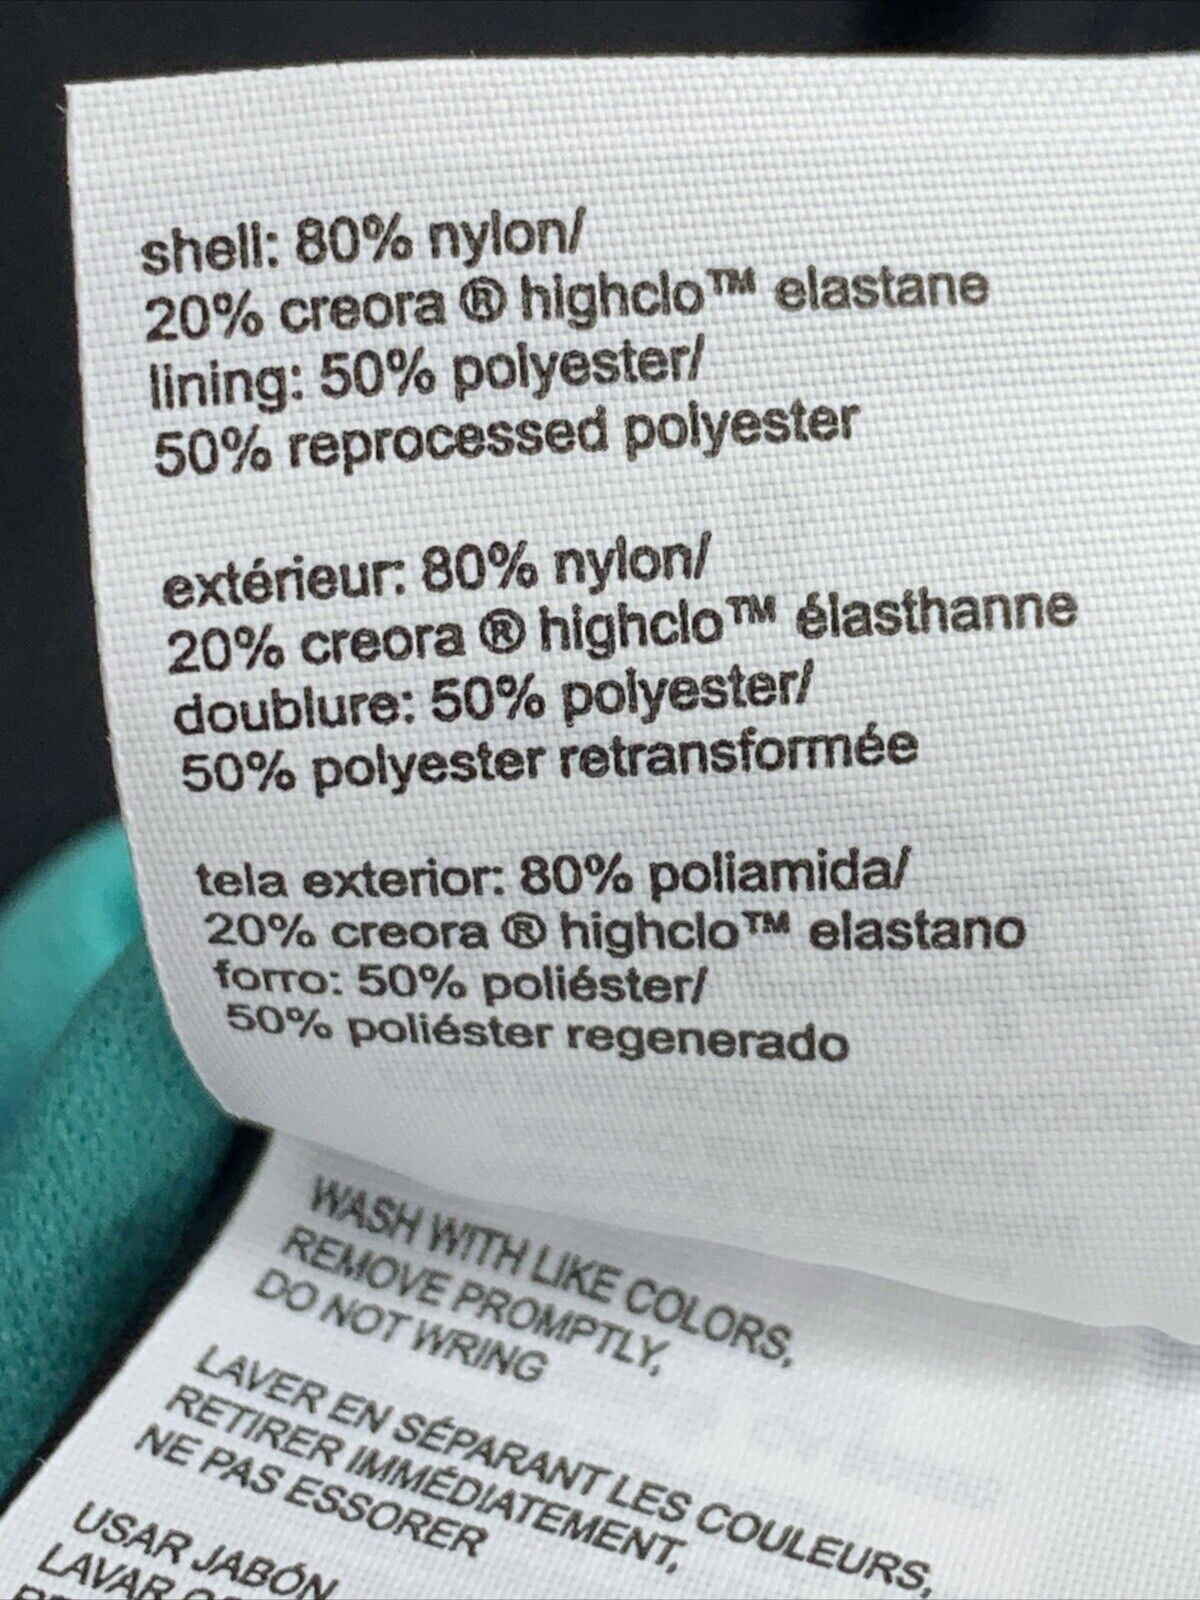 shell: 80% nylon/
20% creora ® highclo™ elastane
lining: 50% polyester/
50% reprocessed polyester
extérieur: 80% nylon/
20% creora ® highclo™ élasthanne
doublure: 50% polyester/
50% polyester retransformée
tela exterior: 80% poliamida/
20% creora ® highclo™ elastano
forro: 50% poliéster/
50% poliéster regenerado
WASH WITH LIKE COLORS,
REMOVE PROMPTLY,
DO NOT WRING
LAVER EN SÉPARANT LES COULEURS,
RETIRER IMMÉDIATEMENT,
NE PAS ESSORER
USAR JABÓN
LAVAR